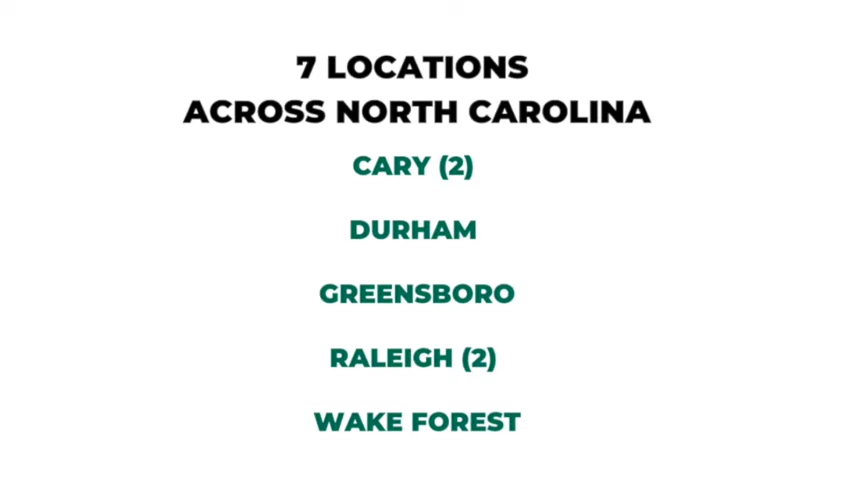 7 LOCATIONS
ACROSS NORTH CAROLINA
CARY (2)
DURHAM
GREENSBORO
RALEIGH (2)
WAKE FOREST